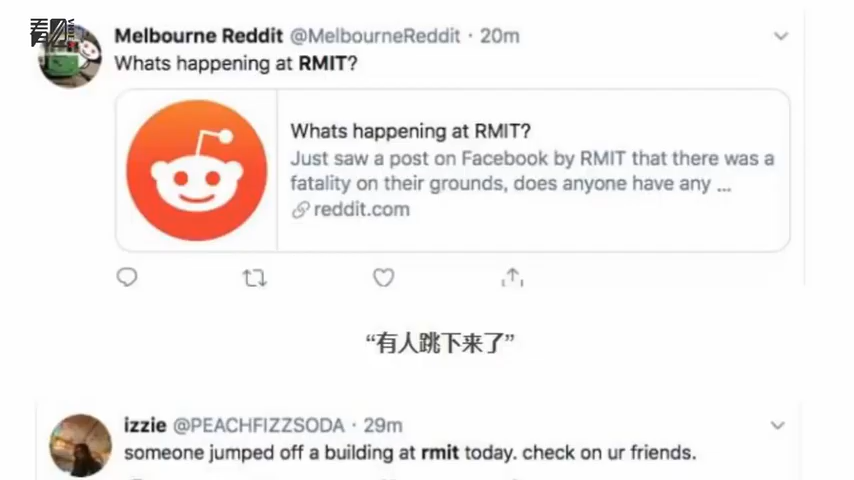 Melbourne Reddit @MelbourneReddit · 20m
Whats happening at RMIT?
Whats happening at RMIT?
Just saw a post on Facebook by RMIT that there was a
fatality on their grounds, does anyone have any ...
reddit.com
“有人跳下来了”
izzie @PEACHFIZZSODA · 29m
someone jumped off a building at rmit today. check on ur friends.